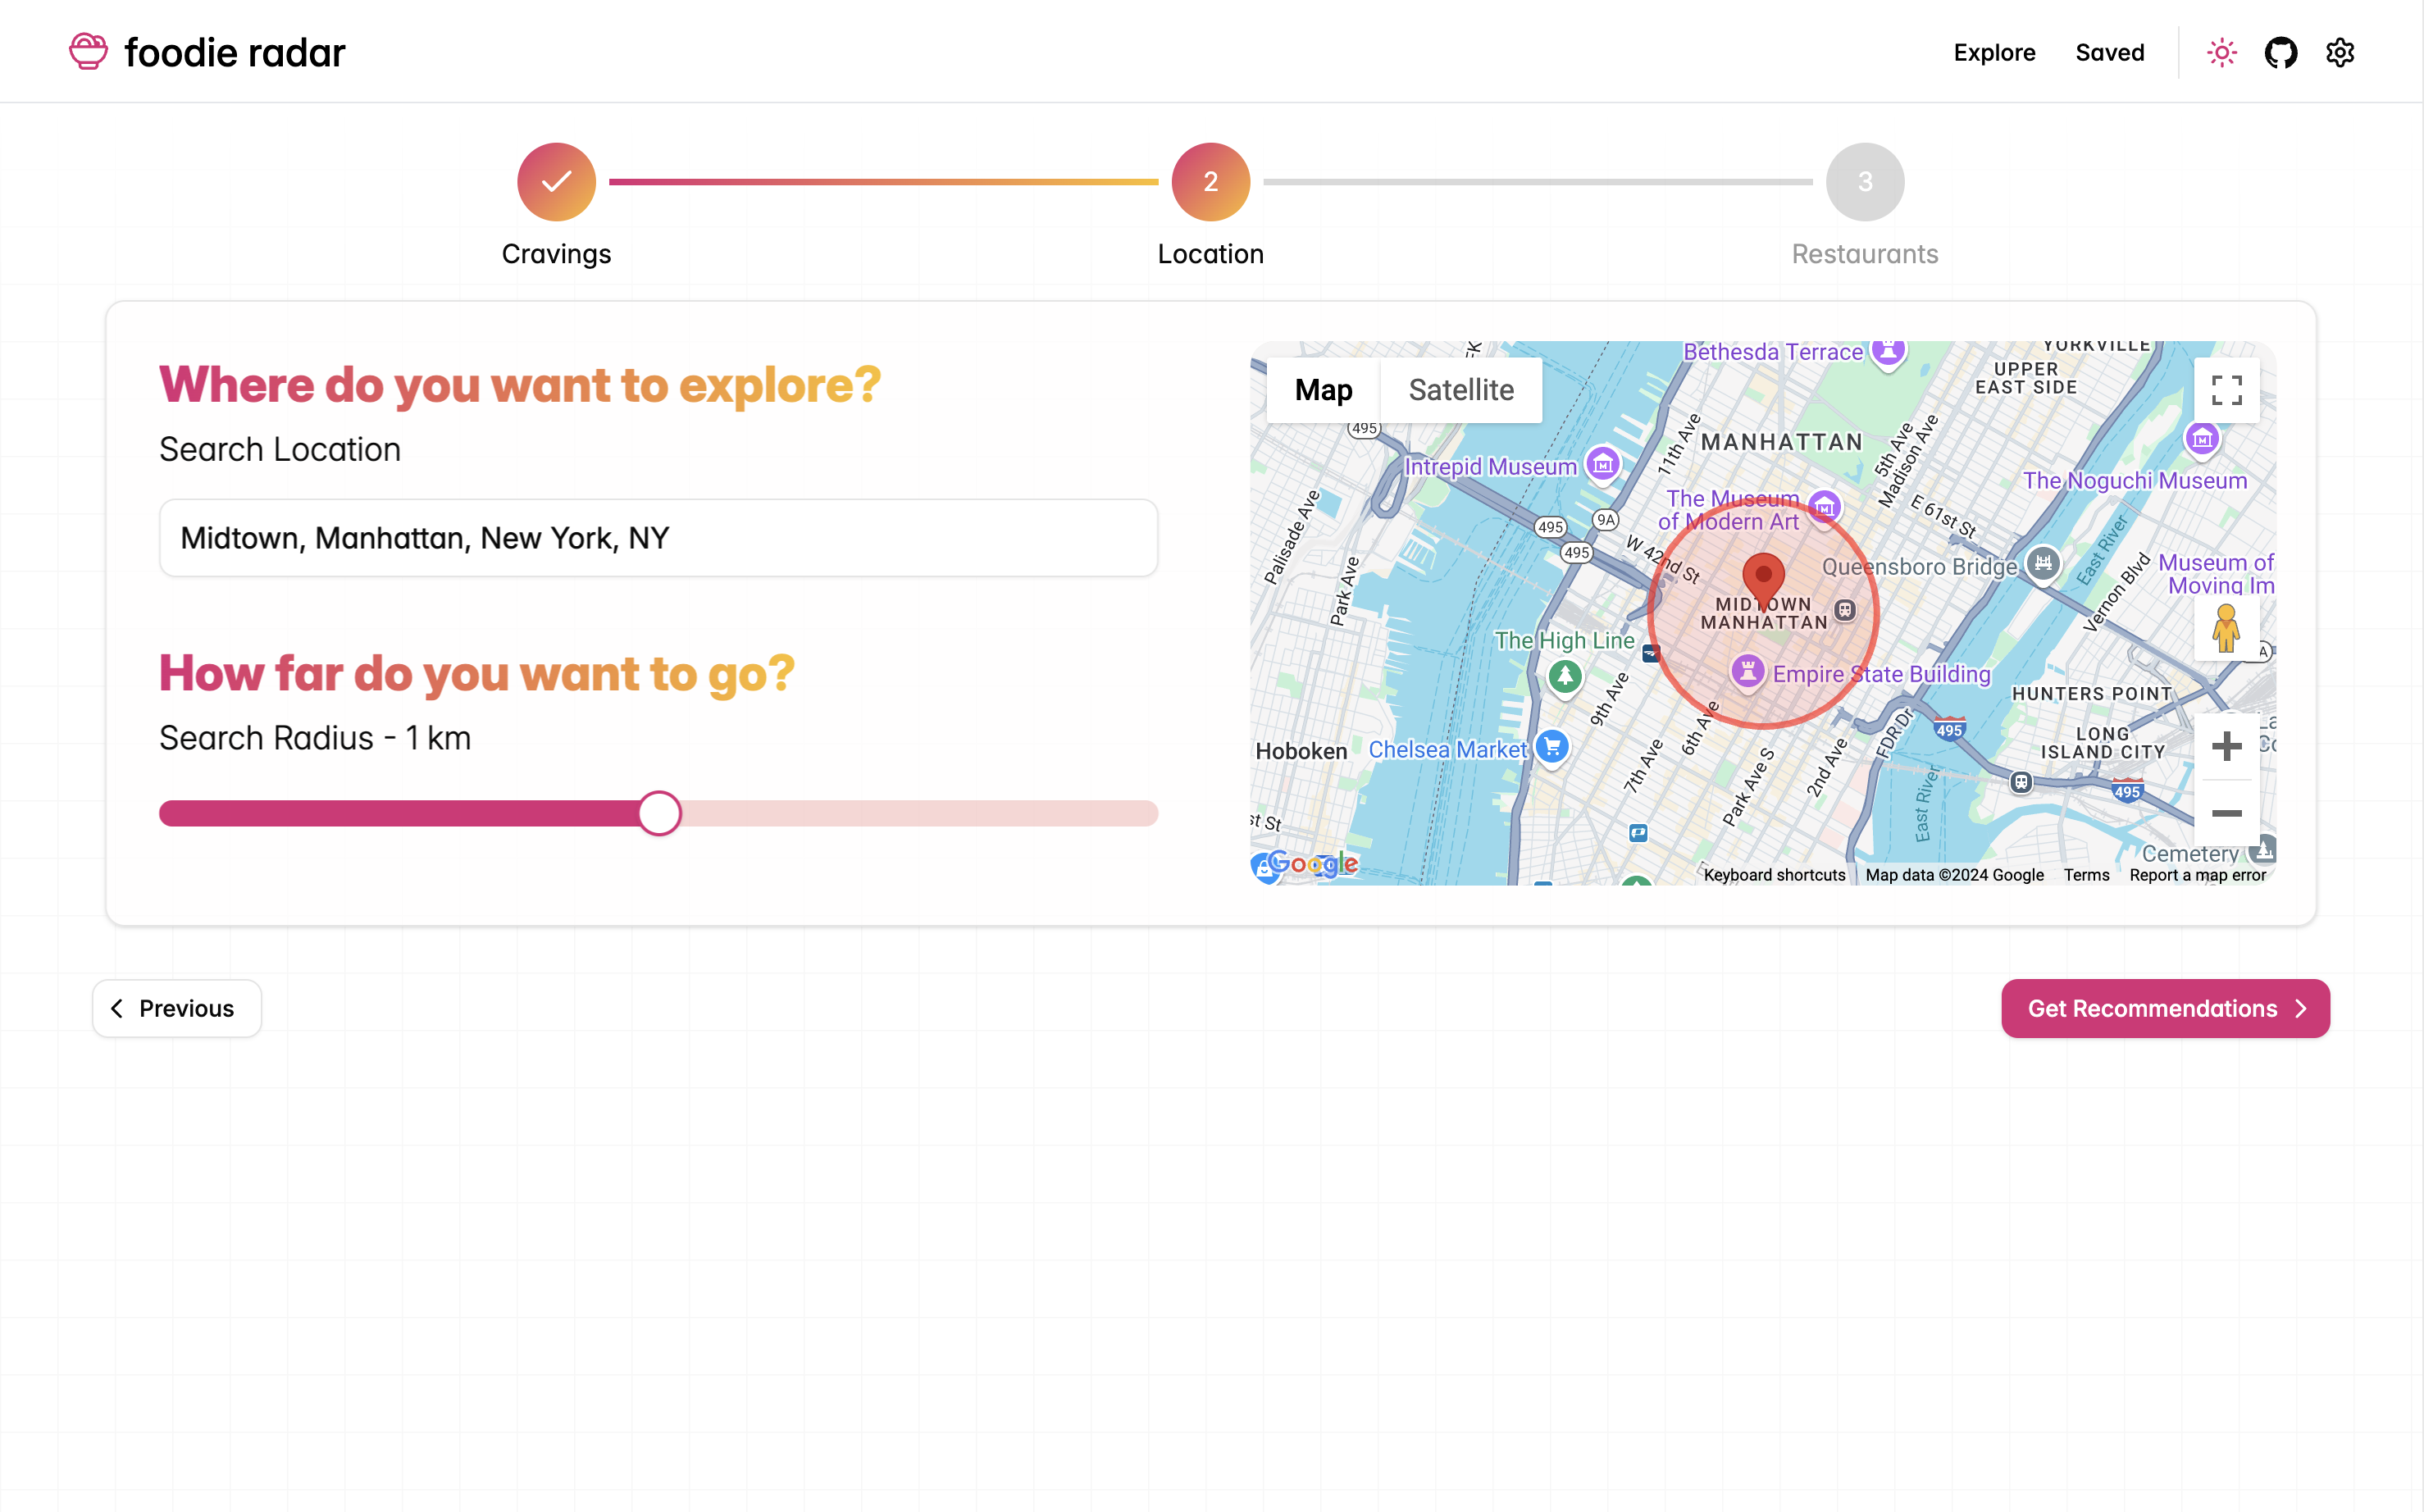 foodie radar
Explore
Saved
2
3
Cravings
Location
Restaurants
Where do you want to explore?
Search Location
Midtown, Manhattan, New York, NY
How far do you want to go?
Search Radius - 1 km
Map
Satellite
Bethesda Terrace
YORKVILLE
UPPER
EAST SIDE
495
MANHATTAN
11th Ave
5th Ave
Madison Ave
Intrepid Museum
The Noguchi Museum
The Museum
of Modern Art
E 61st St
Palisade Ave
495
9A
495
W 42nd St
Park Ave
Queensboro Bridge
East River
Vernon Blvd
Museum of
Moving Im
MIDTOWN
MANHATTAN
The High Line
Empire State Building
9th Ave
HUNTERS POINT
6th Ave
FDR Dr
495
LONG
ISLAND CITY
Hoboken
Chelsea Market
7th Ave
Park Ave S
2nd Ave
East River
495
st St
Cemetery
Google
Keyboard shortcuts
Map data ©2024 Google
Terms
Report a map error
Previous
Get Recommendations